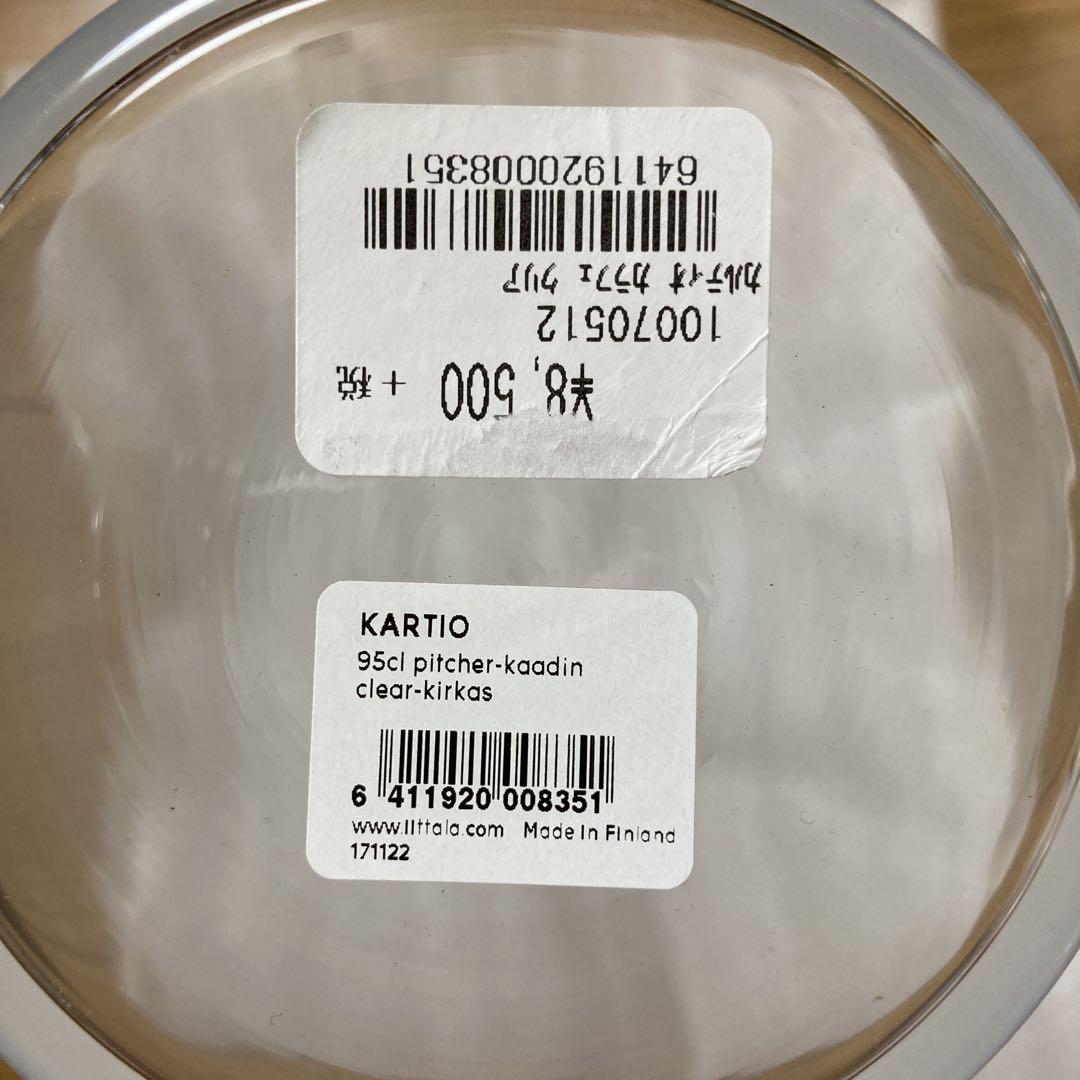 6411920008351
カルティオ カラフェ クリア
10070512
¥8,500 +税
KARTIO
95cl pitcher-kaadin
clear-kirkas
6 411920 008351
www.iittala.com Made in Finland
171122